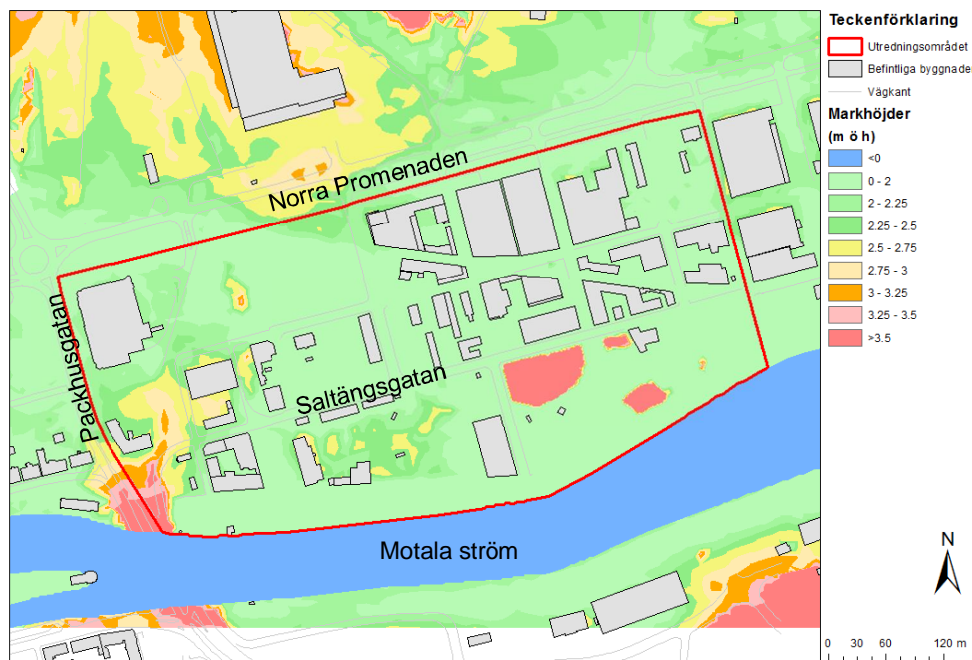 Teckenförklaring
Utredningsområdet
Befintliga byggnader
Vägkant
Markhöjder
(m ö h)
<0
0 - 2
2 - 2.25
2.25 - 2.5
2.5 - 2.75
2.75 - 3
3 - 3.25
3.25 - 3.5
>3.5
Norra Promenaden
Packhusgatan
Saltängsgatan
Motala ström
N
0 30 60 120 m